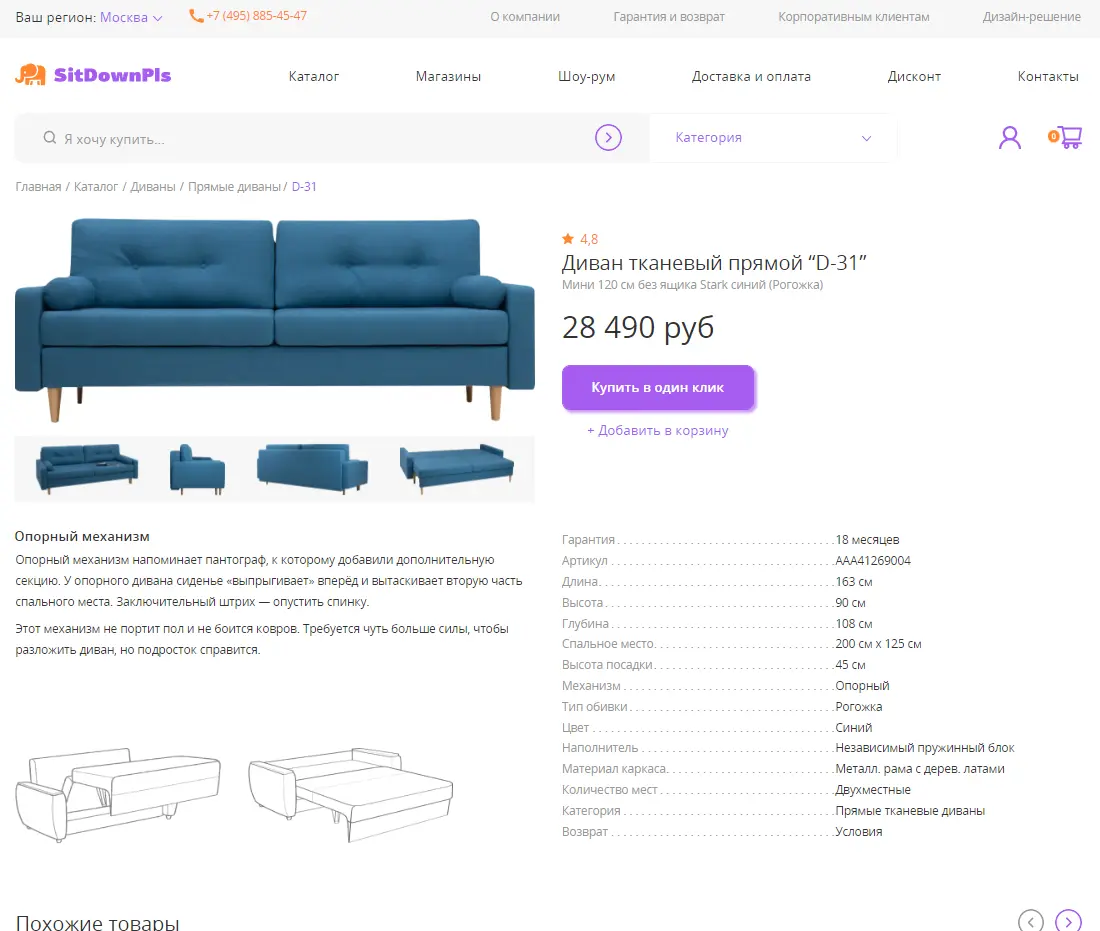 Ваш регион: Москва
+7 (495) 885-45-47
О компании
Гарантия и возврат
Корпоративным клиентам
Дизайн-решение
SitDownPls
Каталог
Магазины
Шоу-рум
Доставка и оплата
Дисконт
Контакты
Я хочу купить...
Категория
0
Главная / Каталог / Диваны / Прямые диваны / D-31
4,8
Диван тканевый прямой “D-31”
Мини 120 см без ящика Stark синий (Рогожка)
28 490 руб
Купить в один клик
+ Добавить в корзину
Опорный механизм
Опорный механизм напоминает пантограф, к которому добавили дополнительную
секцию. У опорного дивана сиденье «выпрыгивает» вперёд и вытаскивает вторую часть
спального места. Заключительный штрих — опустить спинку.
Этот механизм не портит пол и не боится ковров. Требуется чуть больше силы, чтобы
разложить диван, но подросток справится.
Гарантия 18 месяцев
Артикул AAA41269004
Длина 163 см
Высота 90 см
Глубина 108 см
Спальное место 200 см x 125 см
Высота посадки 45 см
Механизм Опорный
Тип обивки Рогожка
Цвет Синий
Наполнитель Независимый пружинный блок
Материал каркаса Металл. рама с дерев. латами
Количество мест Двухместные
Категория Прямые тканевые диваны
Возврат Условия
Похожие товары